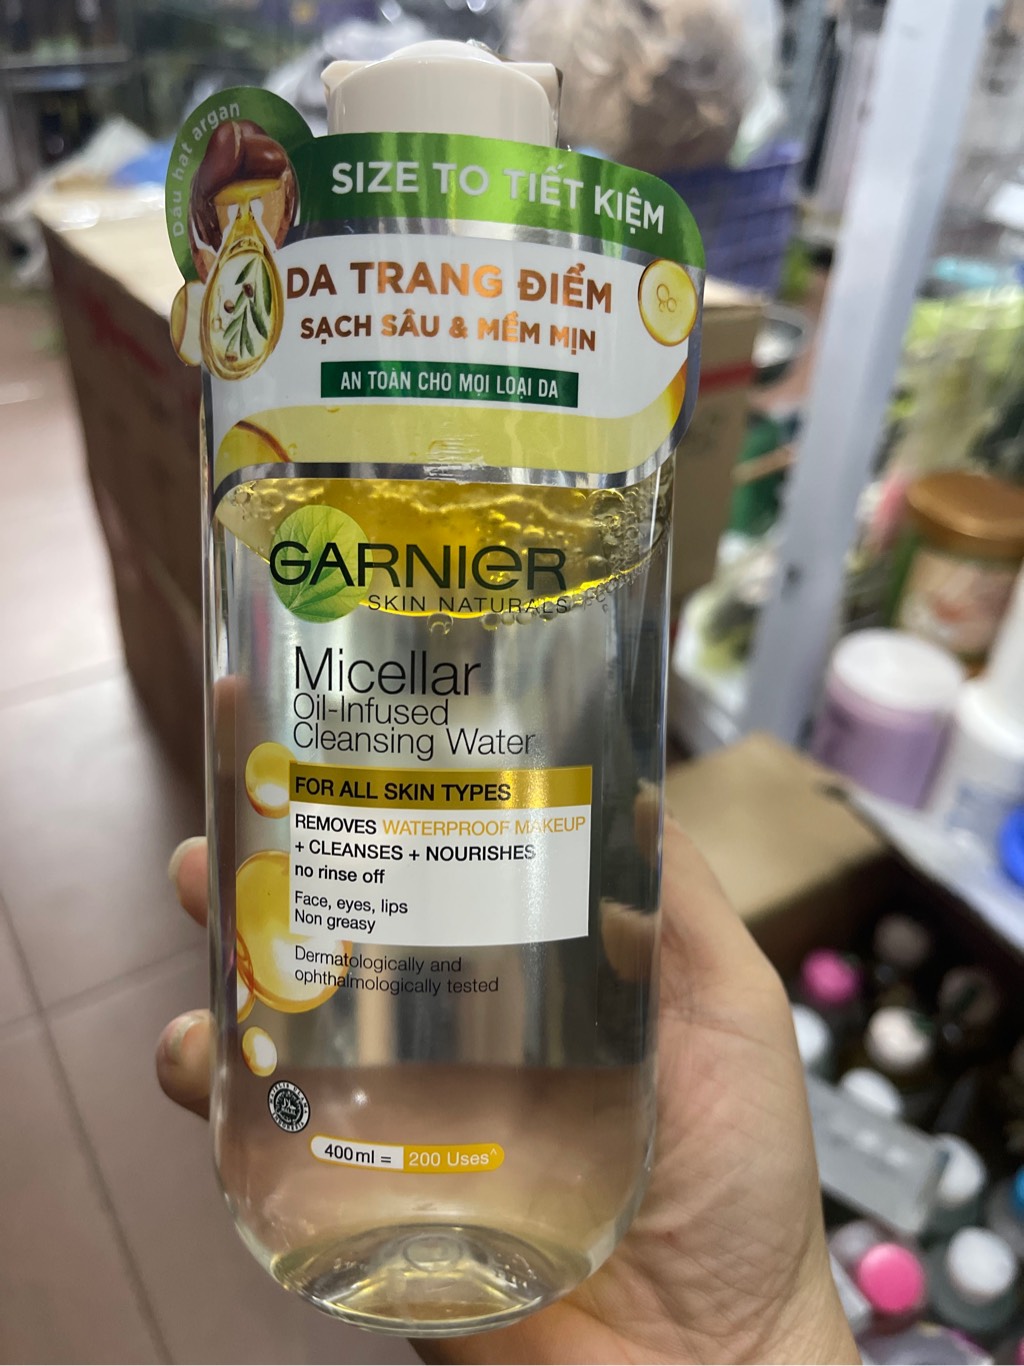 Dầu hạt argan
SIZE TO TIẾT KIỆM
DA TRANG ĐIỂM
SẠCH SÂU & MỀM MỊN
AN TOÀN CHO MỌI LOẠI DA
GARNIER
SKIN NATURALS
Micellar
Oil-Infused
Cleansing Water
FOR ALL SKIN TYPES
REMOVES WATERPROOF MAKEUP
+ CLEANSES + NOURISHES
no rinse off
Face, eyes, lips
Non greasy
Dermatologically and
ophthalmologically tested
400ml = 200 Uses^